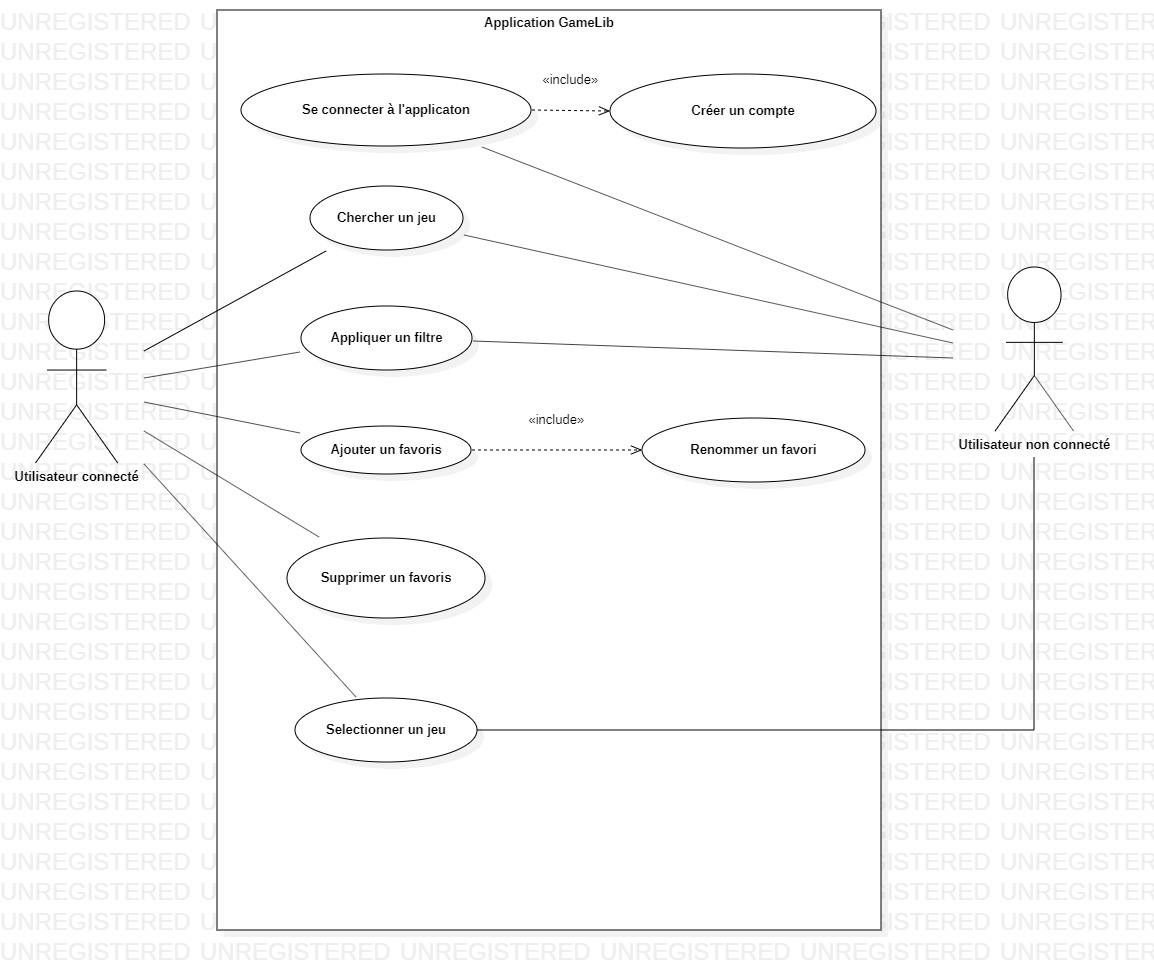 Application GameLib
«include»
Se connecter à l'applicaton
Créer un compte
Chercher un jeu
Appliquer un filtre
«include»
Ajouter un favoris
Renommer un favori
Utilisateur non connecté
Utilisateur connecté
Supprimer un favoris
Selectionner un jeu
UNREGISTERED UNREGISTERED UNREGISTERED UNREGISTERED UNREGISTERED UNREGISTERED